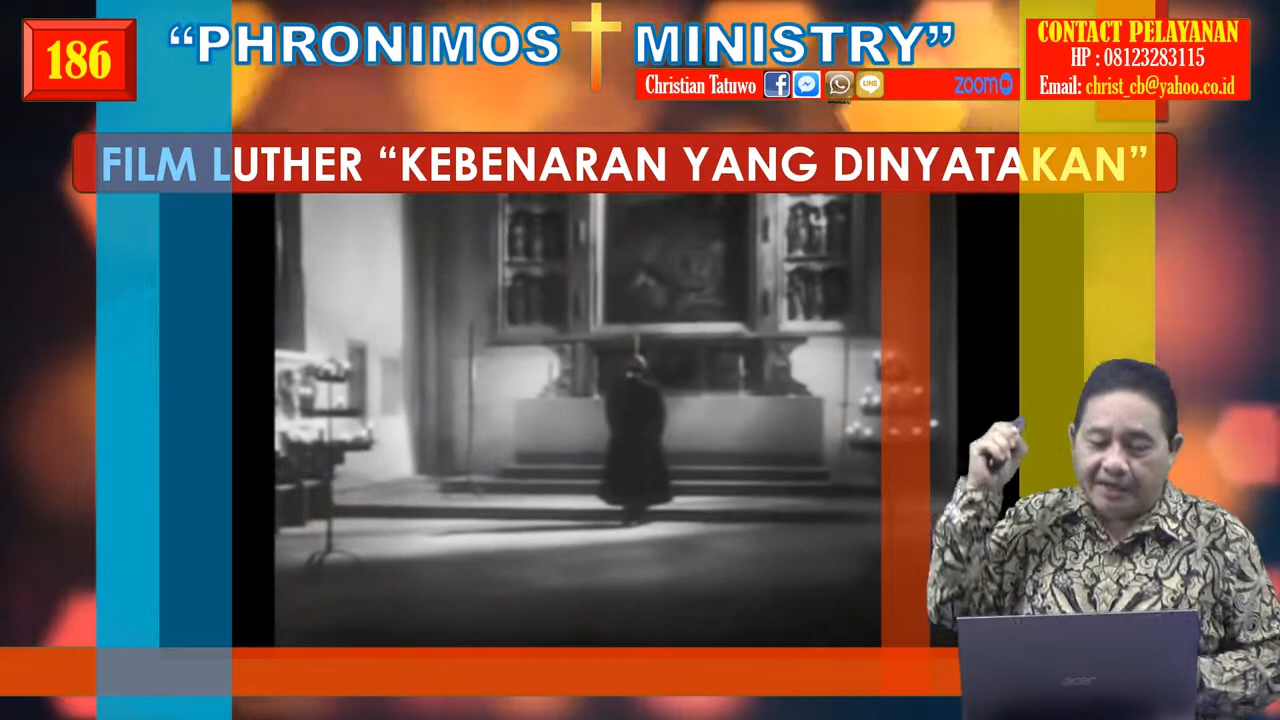 186
“PHRONIMOS MINISTRY”
Christian Tatuwo
zoom
CONTACT PELAYANAN
HP : 08123283115
Email: christ_cb@yahoo.co.id
FILM LUTHER “KEBENARAN YANG DINYATAKAN”
acer